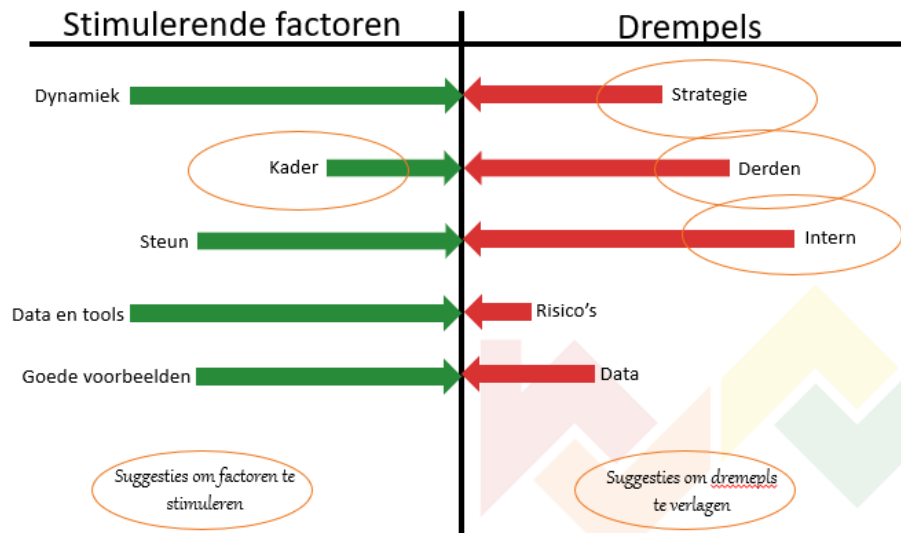 Stimulerende factoren
Drempels
Dynamiek
Strategie
Kader
Derden
Steun
Intern
Data en tools
Risico's
Goede voorbeelden
Data
Suggesties om factoren te
stimuleren
Suggesties om dremepls
te verlagen